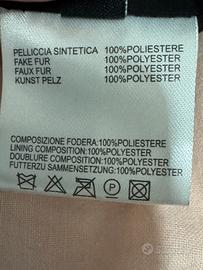 PELLICCIA SINTETICA 100%POLIESTERE
FAKE FUR 100%POLYESTER
FAUX FUR 100%POLYESTER
KUNST PELZ 100%POLYESTER
COMPOSIZIONE FODERA:100%POLIESTERE
LINING COMPOSITION:100%POLYESTER
DOUBLURE COMPOSITION:100%POLYESTER
FUTTERZU SAMMENSETZUNG:100%POLYESTER
P
subito